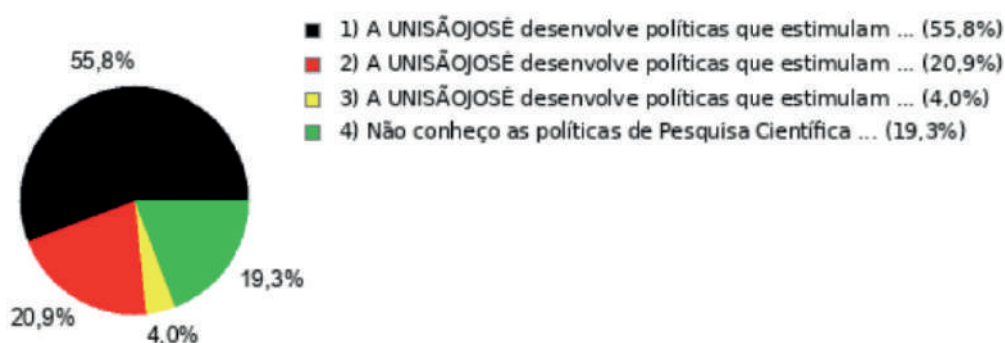 1) A UNISÃOJOSÉ desenvolve políticas que estimulam ... (55,8%)
2) A UNISÃOJOSÉ desenvolve políticas que estimulam ... (20,9%)
3) A UNISÃOJOSÉ desenvolve políticas que estimulam ... (4,0%)
4) Não conheço as políticas de Pesquisa Científica ... (19,3%)
55,8%
19,3%
20,9%
4,0%